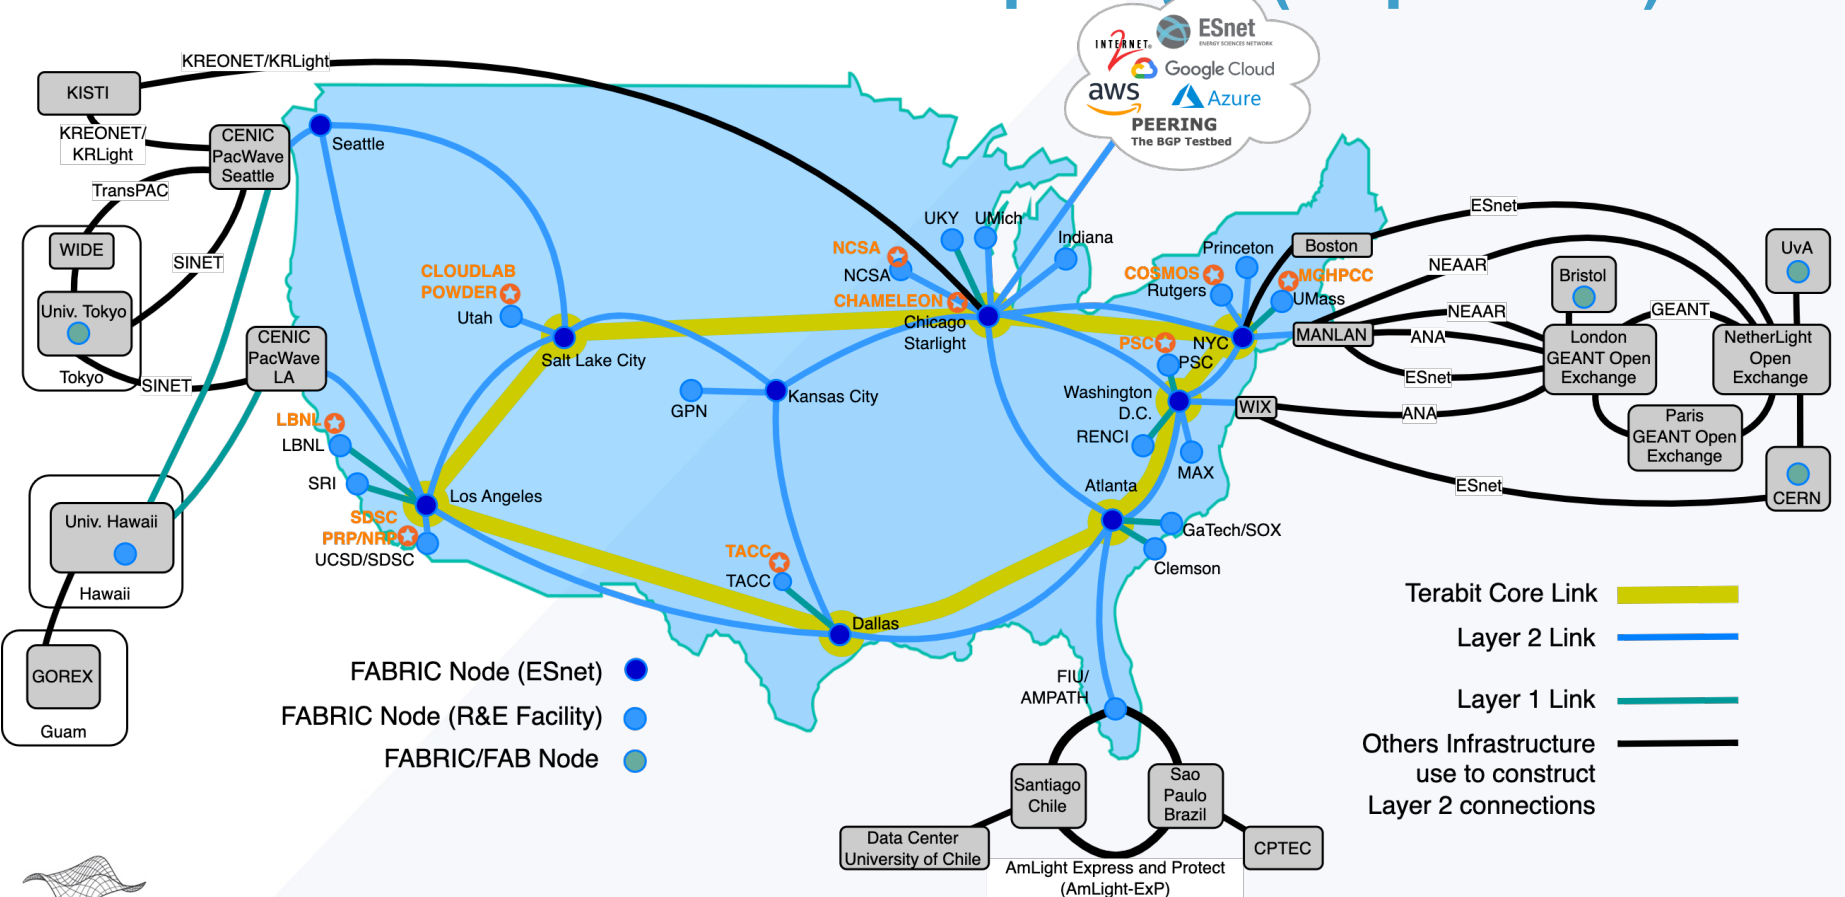 INTERNET
2
ESnet
ENERGY SCIENCES NETWORK
Google Cloud
aws
Azure
PEERING
The BGP Testbed
KREONET/KRLight
KISTI
KREONET/
KRLight
CENIC
PacWave
Seattle
Seattle
TransPAC
WIDE
SINET
Univ. Tokyo
Tokyo
SINET
CENIC
PacWave
LA
CLOUDLAB
POWDER
Utah
Salt Lake City
NCSA
NCSA
UKY
UMich
Indiana
CHAMELEON
Chicago
Starlight
COSMOS
Rutgers
Princeton
MGHPCC
UMass
Boston
NYC
MANLAN
PSC
PSC
Washington
D.C.
WIX
RENCI
MAX
ESnet
NEAAR
NEAAR
ANA
ESnet
ANA
ESnet
Bristol
GEANT
London
GEANT Open
Exchange
NetherLight
Open
Exchange
Paris
GEANT Open
Exchange
UvA
CERN
GPN
Kansas City
LBNL
LBNL
SRI
Los Angeles
SDSC
PRP/NRP
UCSD/SDSC
TACC
TACC
Dallas
Atlanta
GaTech/SOX
Clemson
Univ. Hawaii
Hawaii
GOREX
Guam
FIU/
AMPATH
Santiago
Chile
Sao
Paulo
Brazil
Data Center
University of Chile
CPTEC
AmLight Express and Protect
(AmLight-ExP)
FABRIC Node (ESnet)
FABRIC Node (R&E Facility)
FABRIC/FAB Node
Terabit Core Link
Layer 2 Link
Layer 1 Link
Others Infrastructure
use to construct
Layer 2 connections